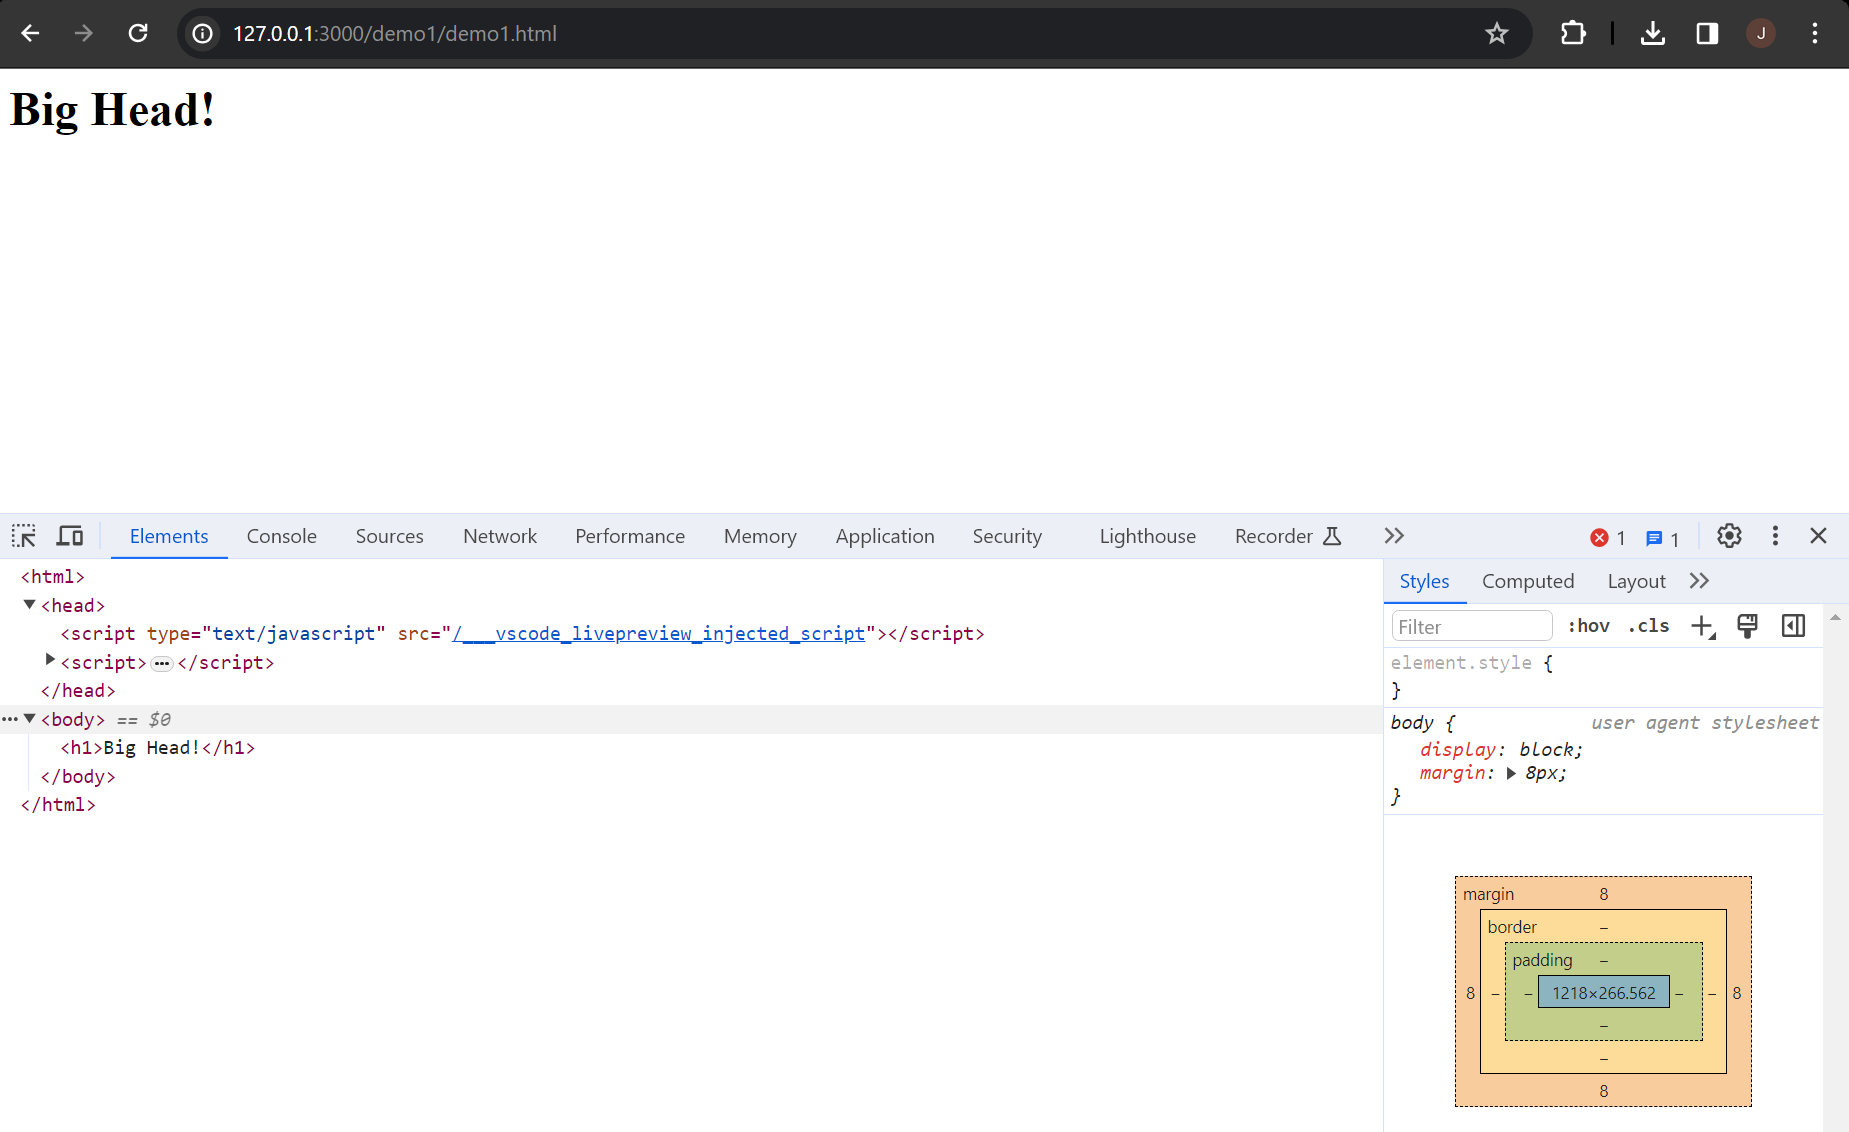 127.0.0.1:3000/demo1/demo1.html
J
Big Head!
Elements Console Sources Network Performance Memory Application Security Lighthouse Recorder 1 1
<html>
<head>
<script type="text/javascript" src="/___vscode_livepreview_injected_script"></script>
<script>…</script>
</head>
<body> == $0
<h1>Big Head!</h1>
</body>
</html>
Styles Computed Layout
Filter :hov .cls
element.style {
}
body { user agent stylesheet
display: block;
margin: 8px;
}
margin 8
border –
padding –
8 – – 1218×266.562 – – 8
–
–
8